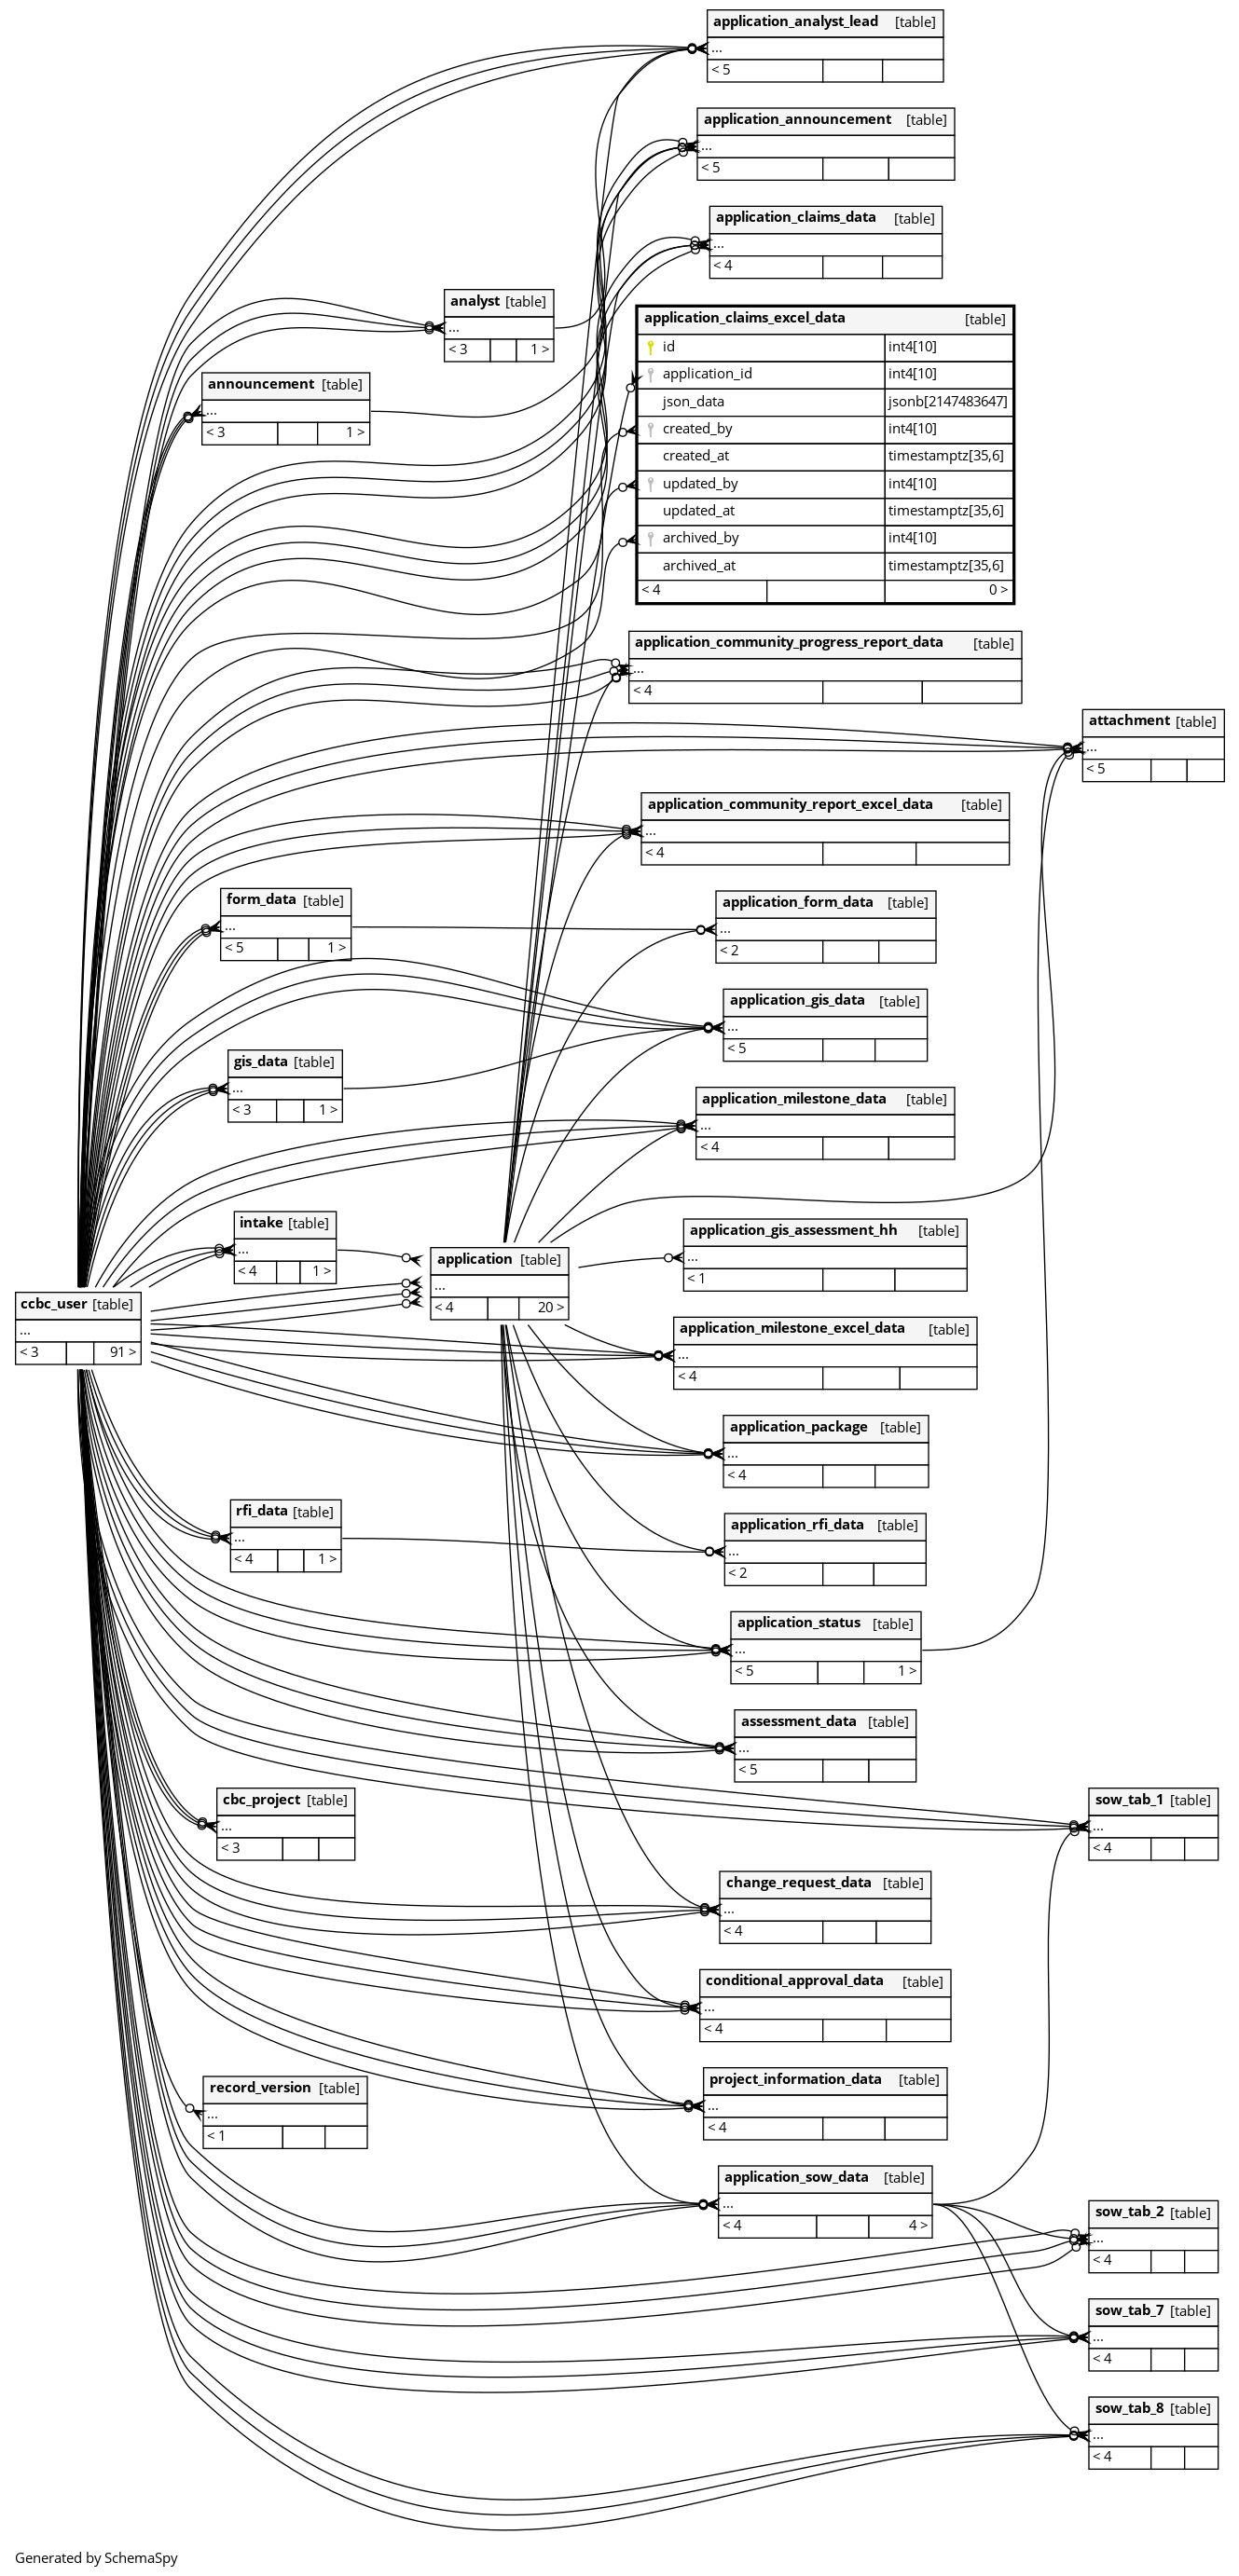 application_analyst_lead [table]
...
< 5
application_announcement [table]
...
< 5
application_claims_data [table]
...
< 4
analyst [table]
...
< 3 1 >
application_claims_excel_data [table]
id int4[10]
application_id int4[10]
json_data jsonb[2147483647]
created_by int4[10]
created_at timestamptz[35,6]
updated_by int4[10]
updated_at timestamptz[35,6]
archived_by int4[10]
archived_at timestamptz[35,6]
< 4 0 >
announcement [table]
...
< 3 1 >
application_community_progress_report_data [table]
...
< 4
attachment [table]
...
< 5
application_community_report_excel_data [table]
...
< 4
form_data [table]
...
< 5 1 >
application_form_data [table]
...
< 2
application_gis_data [table]
...
< 5
gis_data [table]
...
< 3 1 >
application_milestone_data [table]
...
< 4
intake [table]
...
< 4 1 >
application_gis_assessment_hh [table]
...
< 1
application [table]
...
< 4 20 >
ccbc_user [table]
...
< 3 91 >
application_milestone_excel_data [table]
...
< 4
application_package [table]
...
< 4
rfi_data [table]
...
< 4 1 >
application_rfi_data [table]
...
< 2
application_status [table]
...
< 5 1 >
assessment_data [table]
...
< 5
cbc_project [table]
...
< 3
sow_tab_1 [table]
...
< 4
change_request_data [table]
...
< 4
conditional_approval_data [table]
...
< 4
record_version [table]
...
< 1
project_information_data [table]
...
< 4
application_sow_data [table]
...
< 4 4 >
sow_tab_2 [table]
...
< 4
sow_tab_7 [table]
...
< 4
sow_tab_8 [table]
...
< 4
Generated by SchemaSpy